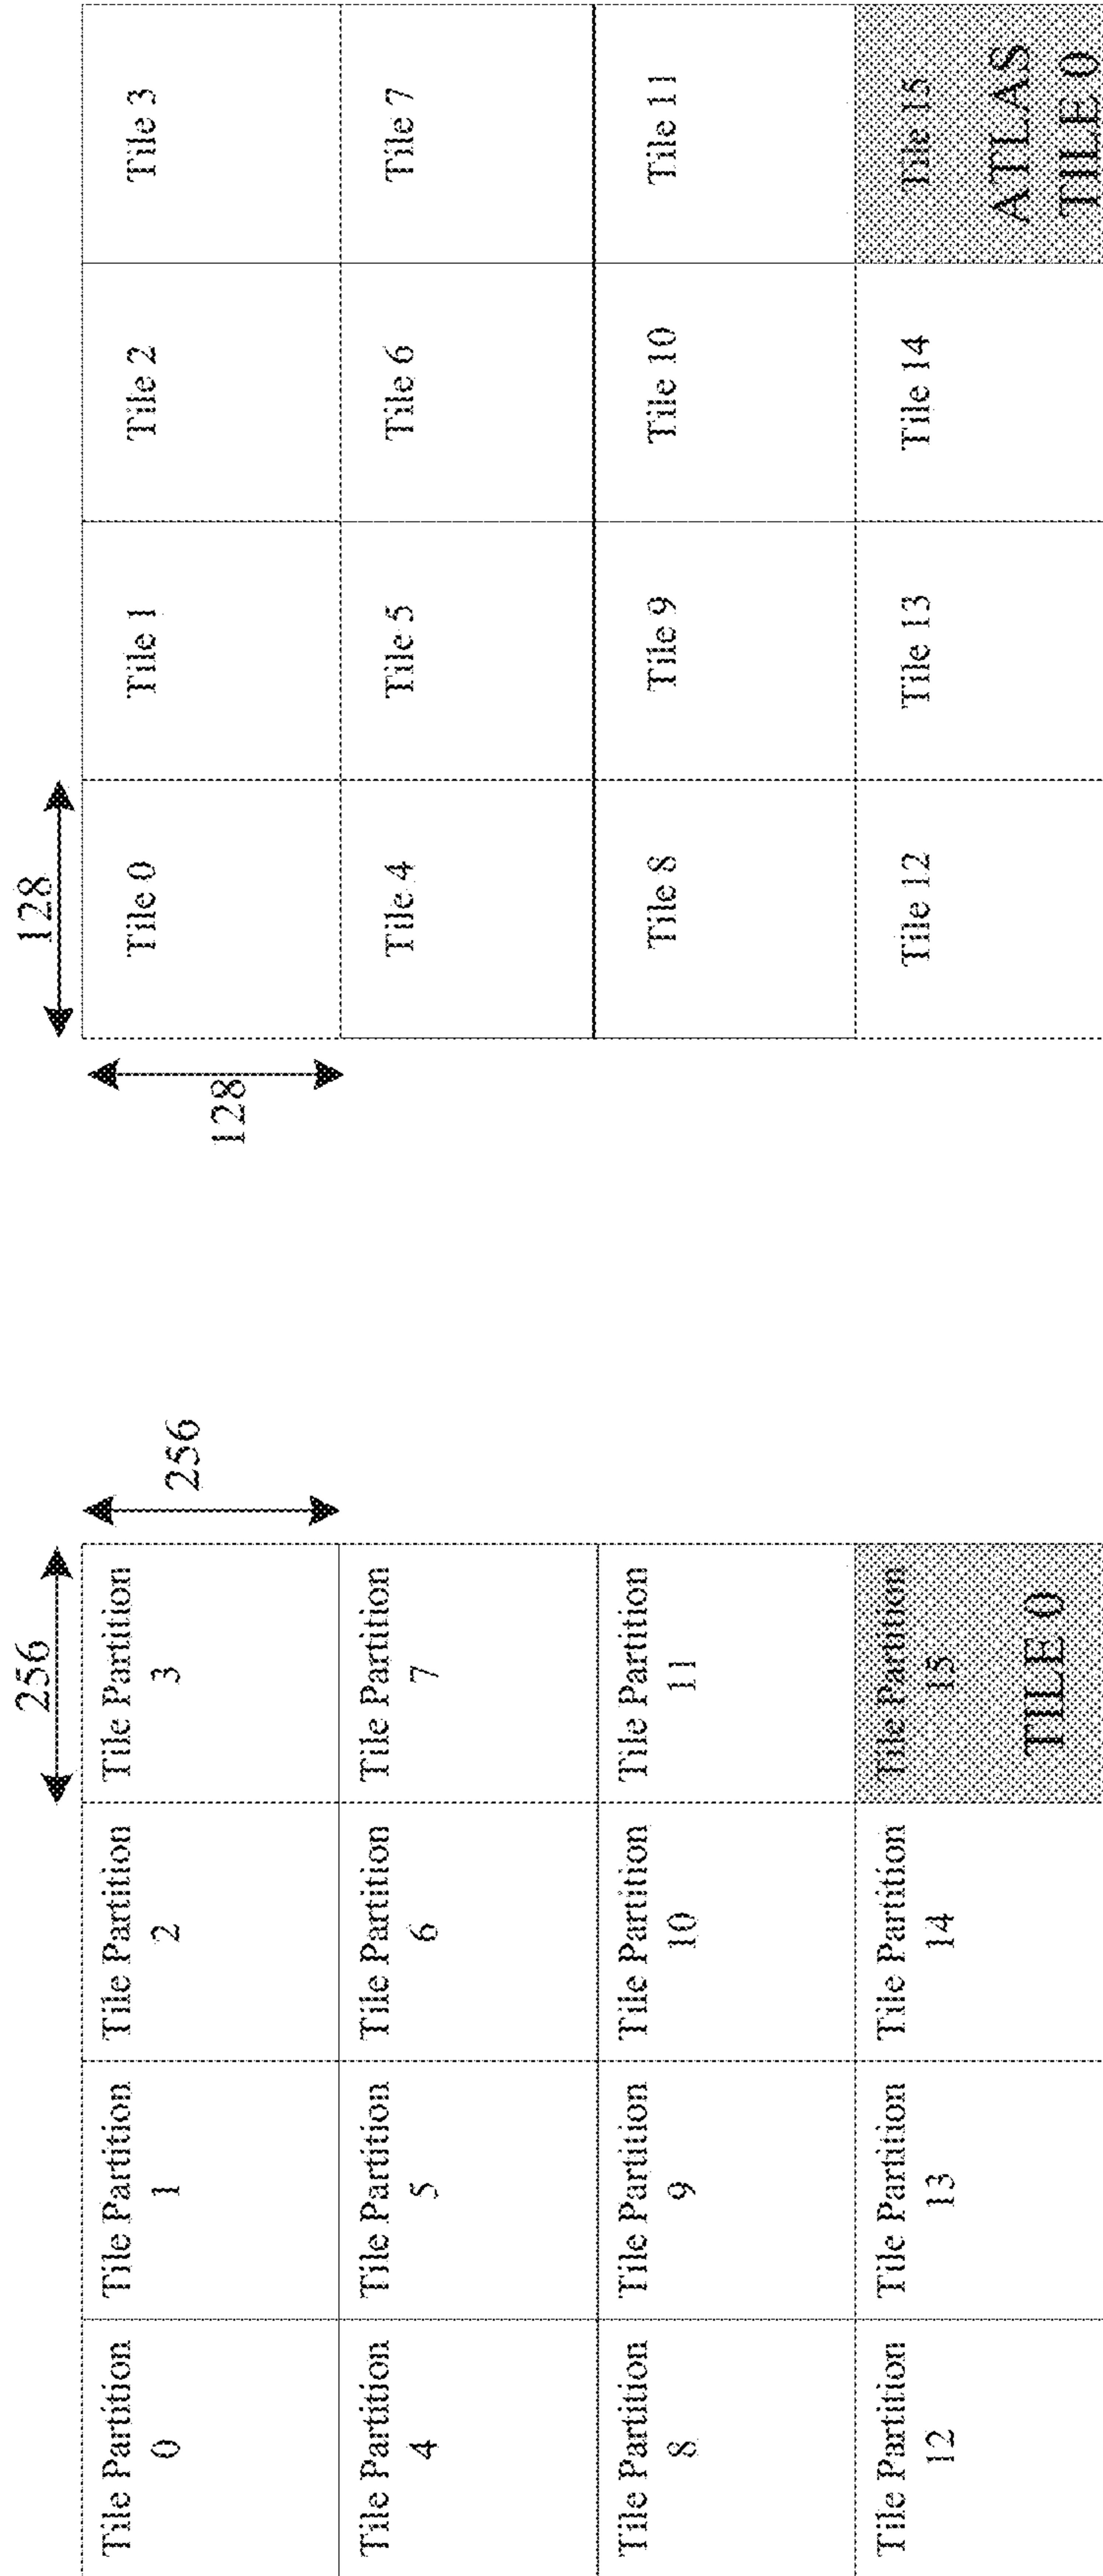 256
256
Tile Partition
0
Tile Partition
1
Tile Partition
2
Tile Partition
3
Tile Partition
4
Tile Partition
5
Tile Partition
6
Tile Partition
7
Tile Partition
8
Tile Partition
9
Tile Partition
10
Tile Partition
11
Tile Partition
12
Tile Partition
13
Tile Partition
14
Tile Partition
15
TILE 0
128
128
Tile 0
Tile 1
Tile 2
Tile 3
Tile 4
Tile 5
Tile 6
Tile 7
Tile 8
Tile 9
Tile 10
Tile 11
Tile 12
Tile 13
Tile 14
Tile 15
ATLAS
TILE 0